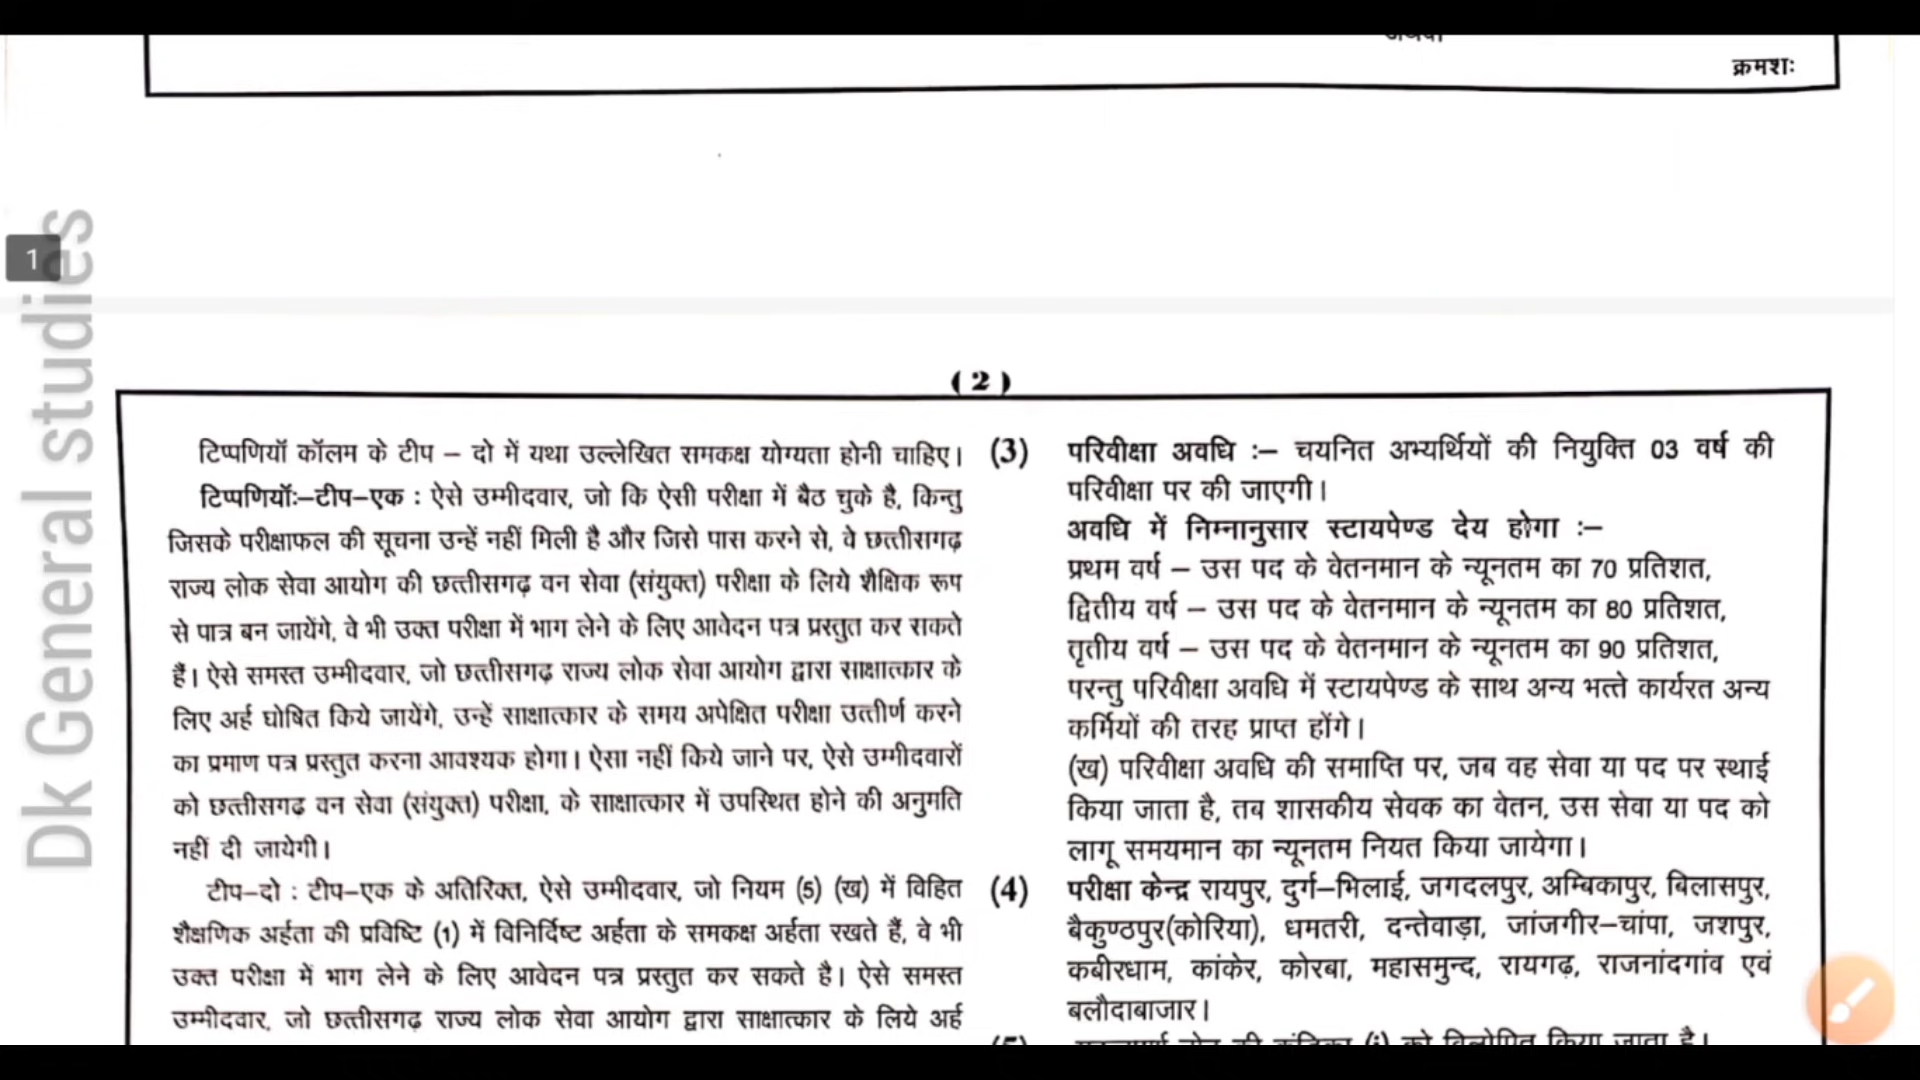 क्रमशः
1
Dk General studies
( 2 )
टिप्पणियॉ कॉलम के टीप – दो में यथा उल्लेखित समकक्ष योग्यता होनी चाहिए।
टिप्पणियॉ:–टीप–एक : ऐसे उम्मीदवार, जो कि ऐसी परीक्षा में बैठ चुके है, किन्तु
जिसके परीक्षाफल की सूचना उन्हें नहीं मिली है और जिसे पास करने से, वे छत्तीसगढ़
राज्य लोक सेवा आयोग की छत्तीसगढ़ वन सेवा (संयुक्त) परीक्षा के लिये शैक्षिक रूप
से पात्र बन जायेंगे, वे भी उक्त परीक्षा में भाग लेने के लिए आवेदन पत्र प्रस्तुत कर सकते
हैं। ऐसे समस्त उम्मीदवार, जो छत्तीसगढ़ राज्य लोक सेवा आयोग द्वारा साक्षात्कार के
लिए अर्ह घोषित किये जायेंगे, उन्हें साक्षात्कार के समय अपेक्षित परीक्षा उत्तीर्ण करने
का प्रमाण पत्र प्रस्तुत करना आवश्यक होगा। ऐसा नहीं किये जाने पर, ऐसे उम्मीदवारों
को छत्तीसगढ़ वन सेवा (संयुक्त) परीक्षा, के साक्षात्कार में उपस्थित होने की अनुमति
नहीं दी जायेगी।
टीप–दो : टीप–एक के अतिरिक्त, ऐसे उम्मीदवार, जो नियम (5) (ख) में विहित
शैक्षणिक अर्हता की प्रविष्टि (1) में विनिर्दिष्ट अर्हता के समकक्ष अर्हता रखते हैं, वे भी
उक्त परीक्षा में भाग लेने के लिए आवेदन पत्र प्रस्तुत कर सकते है। ऐसे समस्त
उम्मीदवार, जो छत्तीसगढ़ राज्य लोक सेवा आयोग द्वारा साक्षात्कार के लिये अर्ह
(3) परिवीक्षा अवधि :– चयनित अभ्यर्थियों की नियुक्ति 03 वर्ष की
परिवीक्षा पर की जाएगी।
अवधि में निम्नानुसार स्टायपेण्ड देय होगा :–
प्रथम वर्ष – उस पद के वेतनमान के न्यूनतम का 70 प्रतिशत,
द्वितीय वर्ष – उस पद के वेतनमान के न्यूनतम का 80 प्रतिशत,
तृतीय वर्ष – उस पद के वेतनमान के न्यूनतम का 90 प्रतिशत,
परन्तु परिवीक्षा अवधि में स्टायपेण्ड के साथ अन्य भत्ते कार्यरत अन्य
कर्मियों की तरह प्राप्त होंगे।
(ख) परिवीक्षा अवधि की समाप्ति पर, जब वह सेवा या पद पर स्थाई
किया जाता है, तब शासकीय सेवक का वेतन, उस सेवा या पद को
लागू समयमान का न्यूनतम नियत किया जायेगा।
(4) परीक्षा केन्द्र रायपुर, दुर्ग–भिलाई, जगदलपुर, अम्बिकापुर, बिलासपुर,
बैकुण्ठपुर(कोरिया), धमतरी, दन्तेवाड़ा, जांजगीर–चांपा, जशपुर,
कबीरधाम, कांकेर, कोरबा, महासमुन्द, रायगढ़, राजनांदगांव एवं
बलौदाबाजार।
(i) को विलोपित किया जाता है।